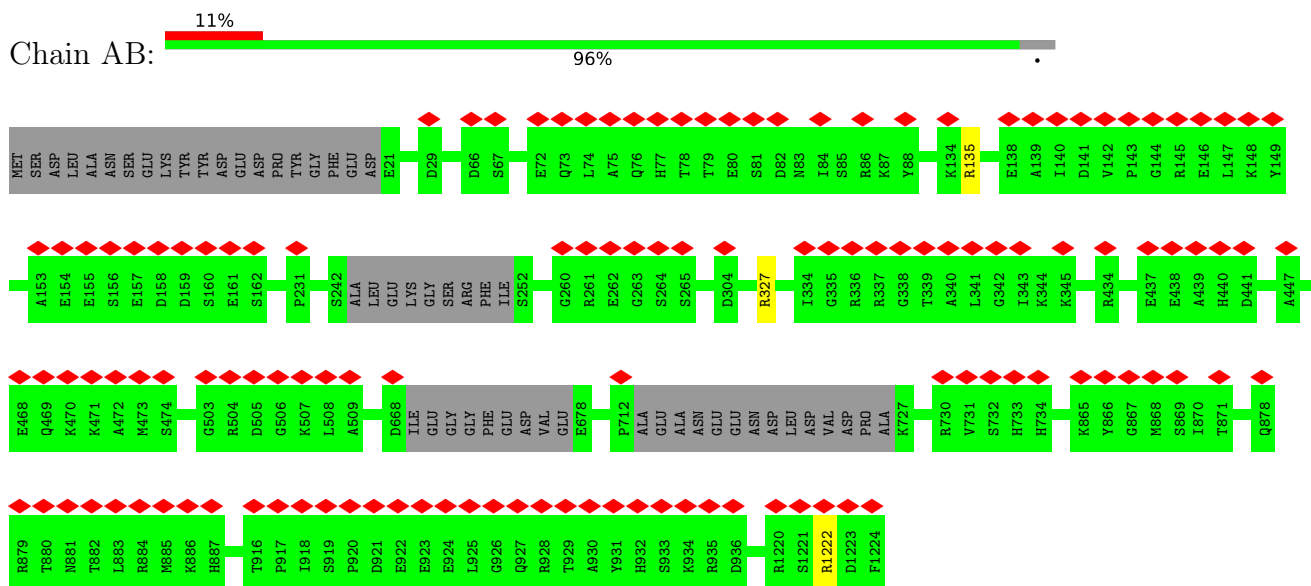 11%
Chain AB:
96%
.
MET SER ASP LEU ALA ASN SER GLU LYS TYR TYR ASP GLU ASP PRO TYR GLY PHE GLU ASP E21 D29 D66 S67 E72 Q73 L74 A75 Q76 H77 T78 T79 E80 S81 D82 N83 I84 S85 R86 K87 Y88 K134 R135 E138 A139 I140 D141 V142 P143 G144 R145 E146 L147 K148 Y149
A153 E154 E155 S156 E157 D158 D159 S160 E161 S162 P231 S242 ALA LEU GLU LYS GLY SER ARG PHE ILE S252 G260 R261 E262 G263 S264 S265 D304 R327 I334 G335 R336 R337 G338 T339 A340 L341 G342 I343 K344 K345 R434 E437 E438 A439 H440 D441 A447
E468 Q469 K470 K471 A472 M473 S474 G503 R504 D505 G506 K507 L508 A509 D668 ILE GLU GLY GLY PHE GLU ASP VAL GLU E678 P712 ALA GLU ALA ASN GLU GLU ASN ASP LEU ASP VAL ASP PRO ALA K727 R730 V731 S732 H733 H734 K865 Y866 G867 M868 S869 I870 T871 Q878
R879 T880 N881 T882 L883 R884 M885 K886 H887 T916 P917 I918 S919 P920 D921 E922 E923 E924 L925 G926 Q927 R928 T929 A930 Y931 H932 S933 K934 R935 D936 R1220 S1221 R1222 D1223 F1224